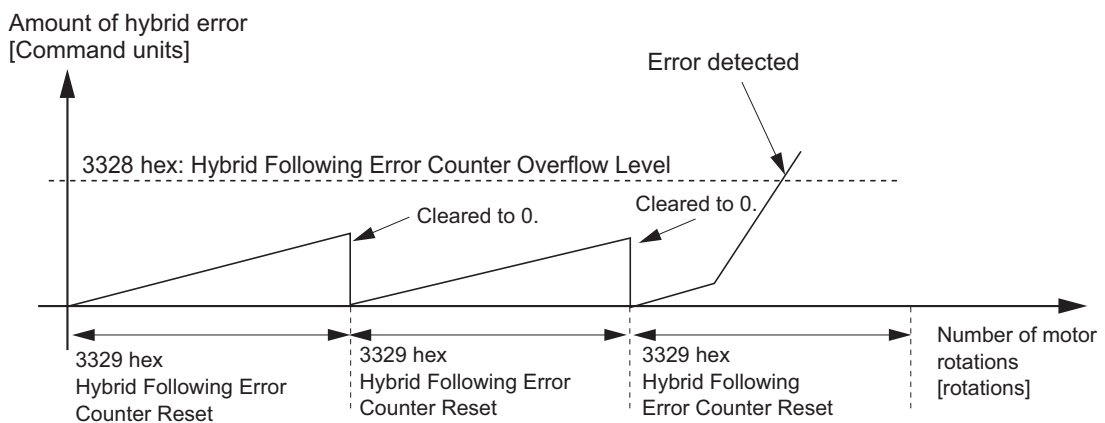 Amount of hybrid error
[Command units]
Error detected
3328 hex: Hybrid Following Error Counter Overflow Level
Cleared to 0.
Cleared to 0.
3329 hex
Hybrid Following Error
Counter Reset
3329 hex
Hybrid Following Error
Counter Reset
3329 hex
Hybrid Following
Error Counter Reset
Number of motor
rotations
[rotations]